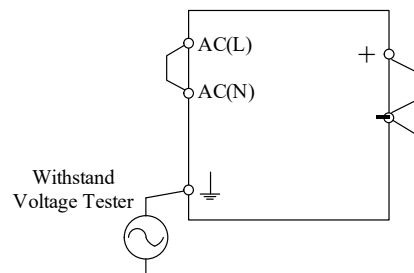 AC(L)
+
AC(N)
-
Withstand
Voltage Tester